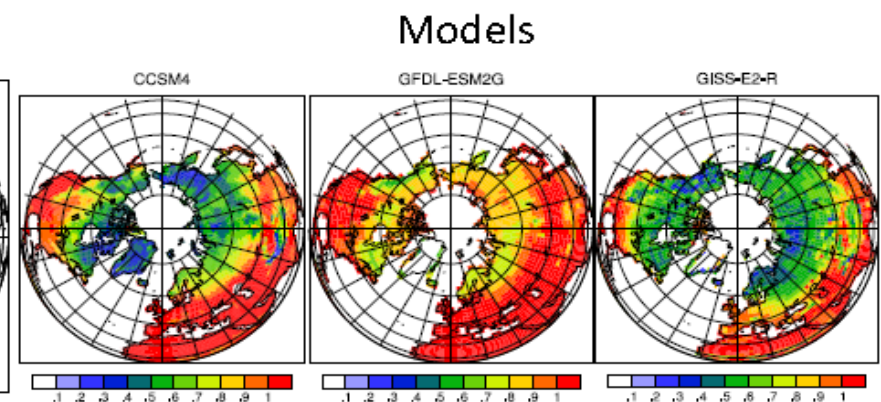 Models
CCSM4 GFDL-ESM2G GISS-E2-R
.1 .2 .3 .4 .5 .6 .7 .8 .9 1 .1 .2 .3 .4 .5 .6 .7 .8 .9 1 .1 .2 .3 .4 .5 .6 .7 .8 .9 1